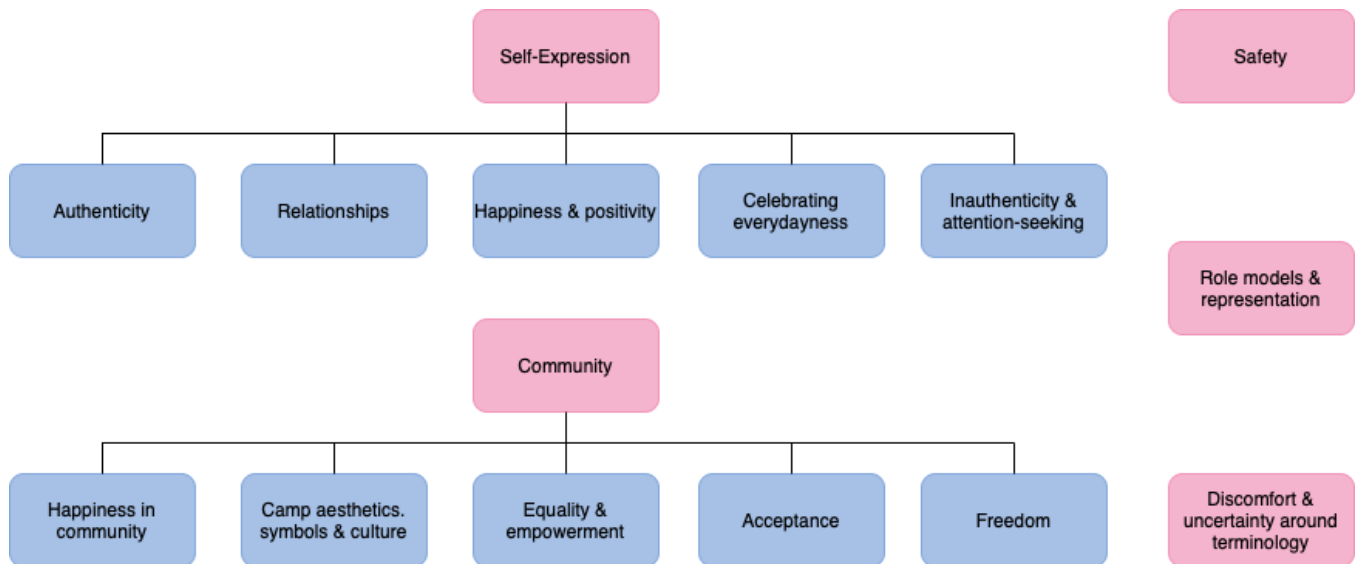 Self-Expression
Safety
Authenticity
Relationships
Happiness & positivity
Celebrating
everydayness
Inauthenticity &
attention-seeking
Role models &
representation
Community
Happiness in
community
Camp aesthetics.
symbols & culture
Equality &
empowerment
Acceptance
Freedom
Discomfort &
uncertainty around
terminology